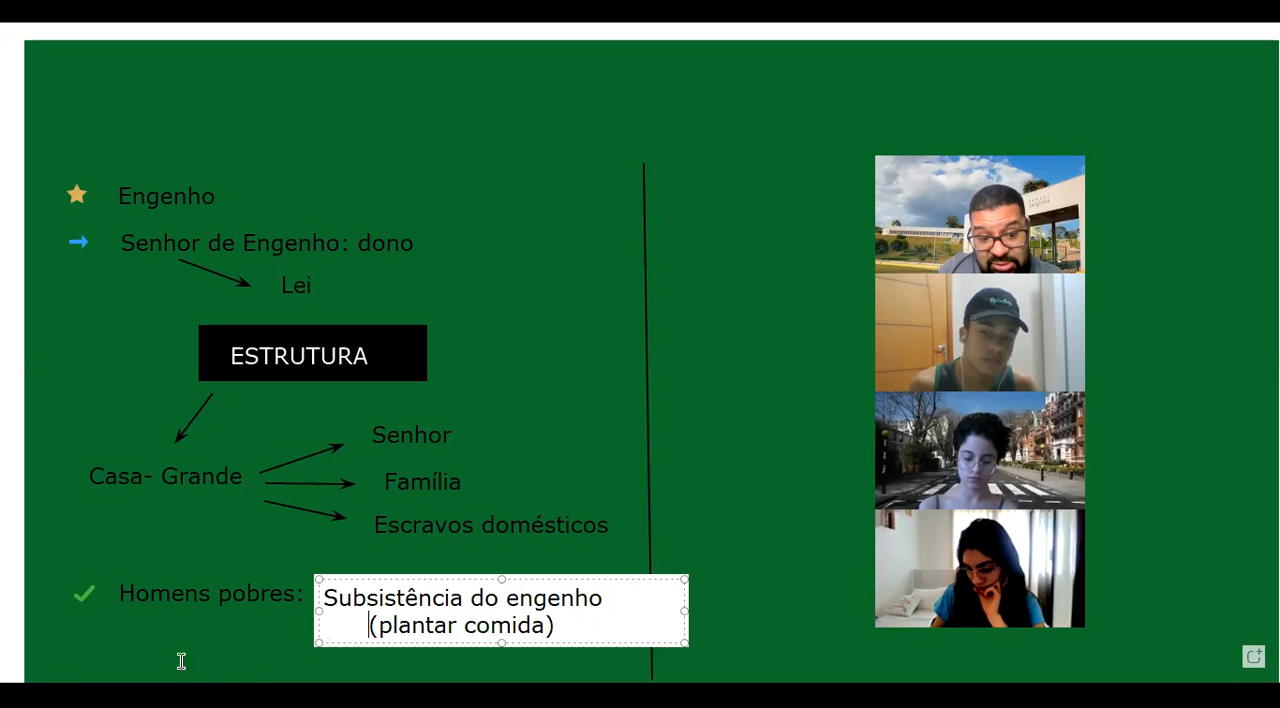 Engenho
Senhor de Engenho: dono
Lei
ESTRUTURA
Casa- Grande
Senhor
Família
Escravos domésticos
Homens pobres:
Subsistência do engenho
(plantar comida)